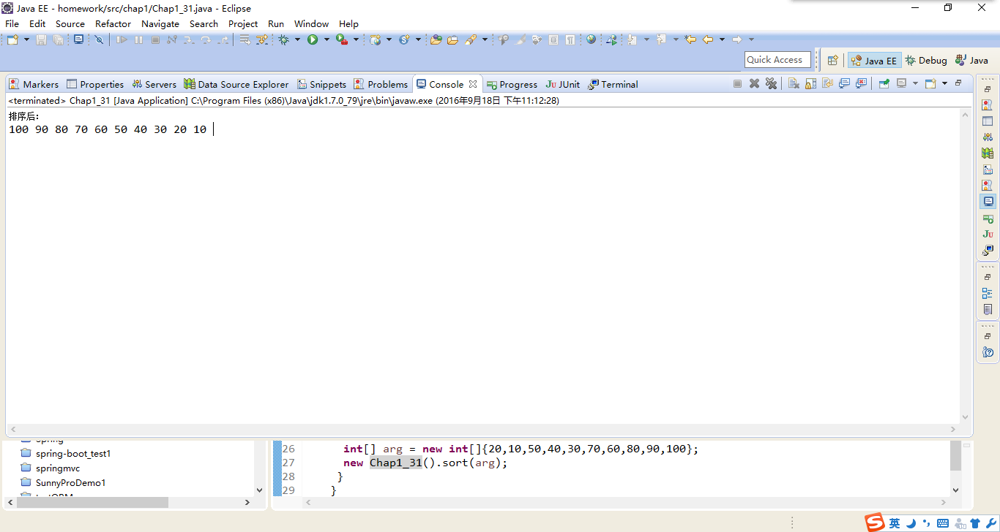 Java EE - homework/src/chap1/Chap1_31.java - Eclipse
File Edit Source Refactor Navigate Search Project Run Window Help
Quick Access Java EE Debug Java
Markers Properties Servers Data Source Explorer Snippets Problems Console Progress JUnit Terminal
<terminated> Chap1_31 [Java Application] C:\Program Files (x86)\Java\jdk1.7.0_79\jre\bin\javaw.exe (2016年9月18日 下午11:12:28)
排序后:
100 90 80 70 60 50 40 30 20 10
spring
spring-boot_test1
springmvc
SunnyProDemo1
26 int[] arg = new int[]{20,10,50,40,30,70,60,80,90,100};
27 new Chap1_31().sort(arg);
28 }
29 }
英